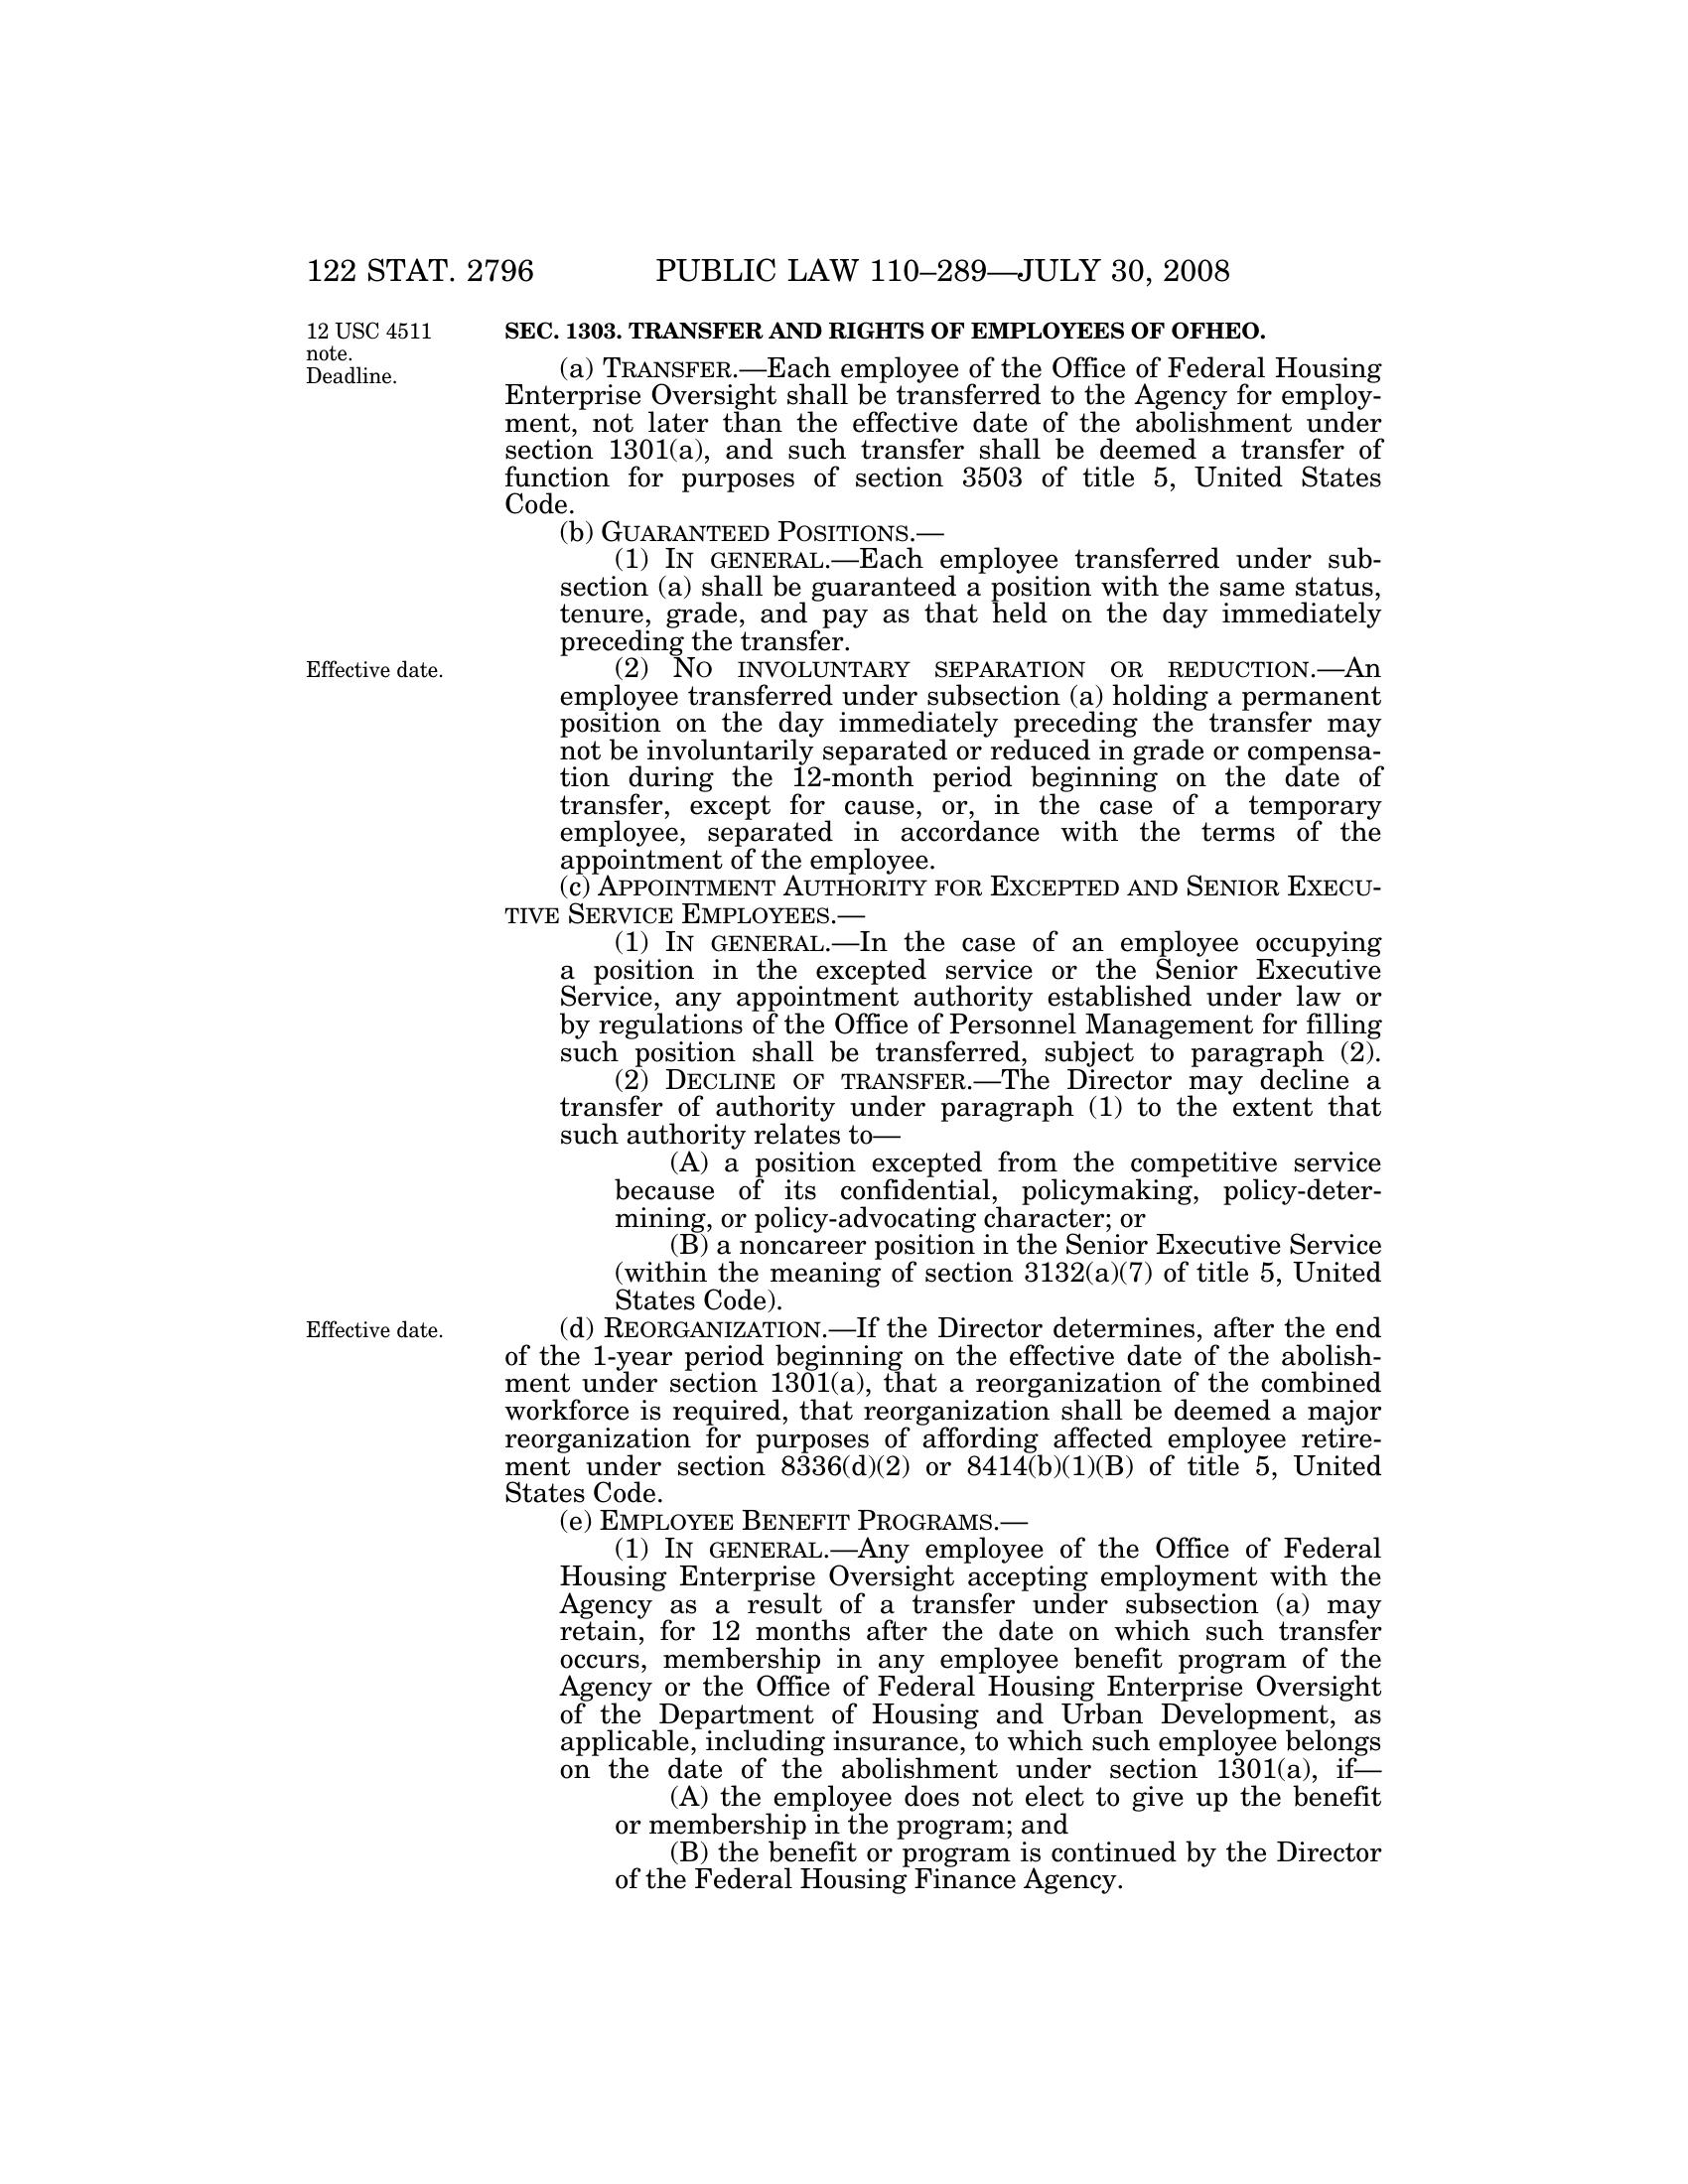 122 STAT. 2796 PUBLIC LAW 110–289—JULY 30, 2008
12 USC 4511
note.
Deadline.
SEC. 1303. TRANSFER AND RIGHTS OF EMPLOYEES OF OFHEO.
(a) TRANSFER.—Each employee of the Office of Federal Housing
Enterprise Oversight shall be transferred to the Agency for employ-
ment, not later than the effective date of the abolishment under
section 1301(a), and such transfer shall be deemed a transfer of
function for purposes of section 3503 of title 5, United States
Code.
(b) GUARANTEED POSITIONS.—
(1) IN GENERAL.—Each employee transferred under sub-
section (a) shall be guaranteed a position with the same status,
tenure, grade, and pay as that held on the day immediately
preceding the transfer.
Effective date.
(2) NO INVOLUNTARY SEPARATION OR REDUCTION.—An
employee transferred under subsection (a) holding a permanent
position on the day immediately preceding the transfer may
not be involuntarily separated or reduced in grade or compensa-
tion during the 12-month period beginning on the date of
transfer, except for cause, or, in the case of a temporary
employee, separated in accordance with the terms of the
appointment of the employee.
(c) APPOINTMENT AUTHORITY FOR EXCEPTED AND SENIOR EXECU-
TIVE SERVICE EMPLOYEES.—
(1) IN GENERAL.—In the case of an employee occupying
a position in the excepted service or the Senior Executive
Service, any appointment authority established under law or
by regulations of the Office of Personnel Management for filling
such position shall be transferred, subject to paragraph (2).
(2) DECLINE OF TRANSFER.—The Director may decline a
transfer of authority under paragraph (1) to the extent that
such authority relates to—
(A) a position excepted from the competitive service
because of its confidential, policymaking, policy-deter-
mining, or policy-advocating character; or
(B) a noncareer position in the Senior Executive Service
(within the meaning of section 3132(a)(7) of title 5, United
States Code).
Effective date.
(d) REORGANIZATION.—If the Director determines, after the end
of the 1-year period beginning on the effective date of the abolish-
ment under section 1301(a), that a reorganization of the combined
workforce is required, that reorganization shall be deemed a major
reorganization for purposes of affording affected employee retire-
ment under section 8336(d)(2) or 8414(b)(1)(B) of title 5, United
States Code.
(e) EMPLOYEE BENEFIT PROGRAMS.—
(1) IN GENERAL.—Any employee of the Office of Federal
Housing Enterprise Oversight accepting employment with the
Agency as a result of a transfer under subsection (a) may
retain, for 12 months after the date on which such transfer
occurs, membership in any employee benefit program of the
Agency or the Office of Federal Housing Enterprise Oversight
of the Department of Housing and Urban Development, as
applicable, including insurance, to which such employee belongs
on the date of the abolishment under section 1301(a), if—
(A) the employee does not elect to give up the benefit
or membership in the program; and
(B) the benefit or program is continued by the Director
of the Federal Housing Finance Agency.